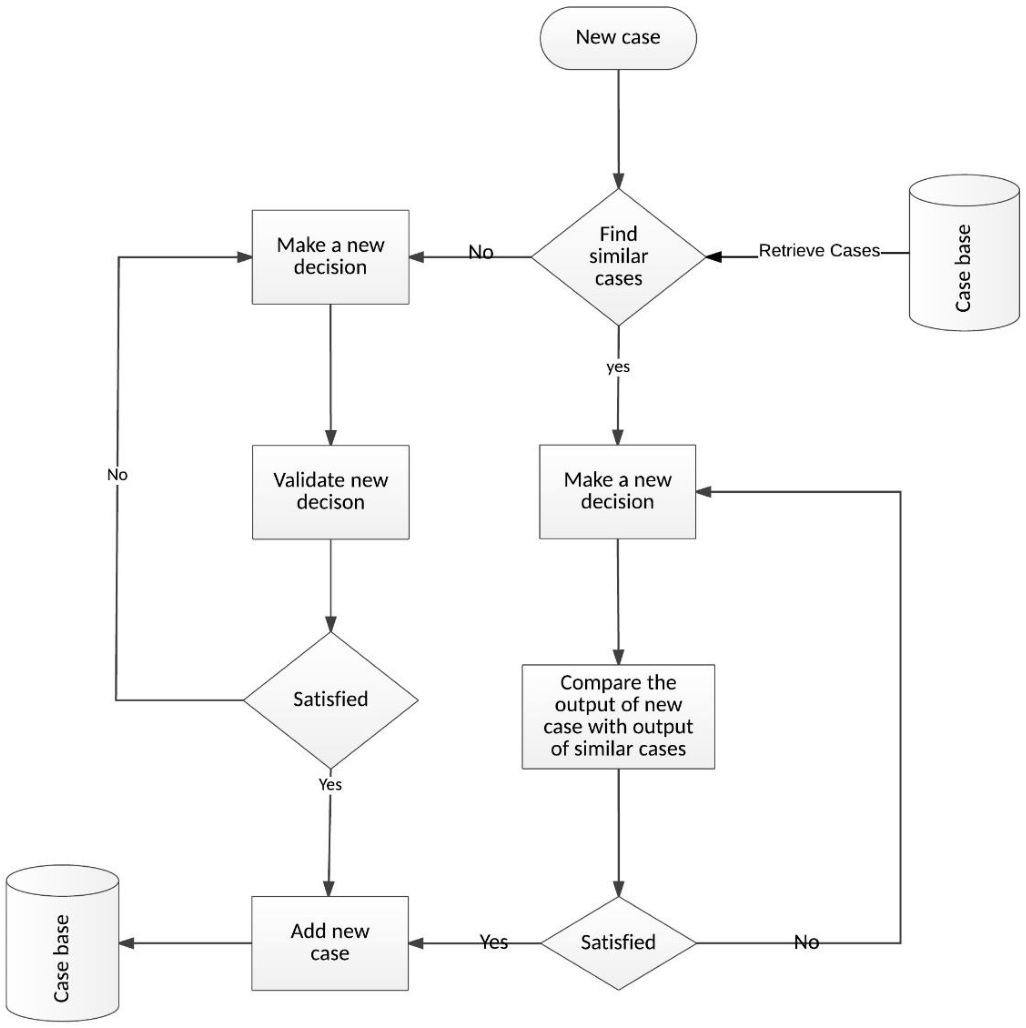 New case
Find
similar
cases
Retrieve Cases
Case base
No
Make a new
decision
yes
No
Validate new
decison
Make a new
decision
Satisfied
Compare the
output of new
case with output
of similar cases
Yes
Case base
Add new
case
Yes
Satisfied
No